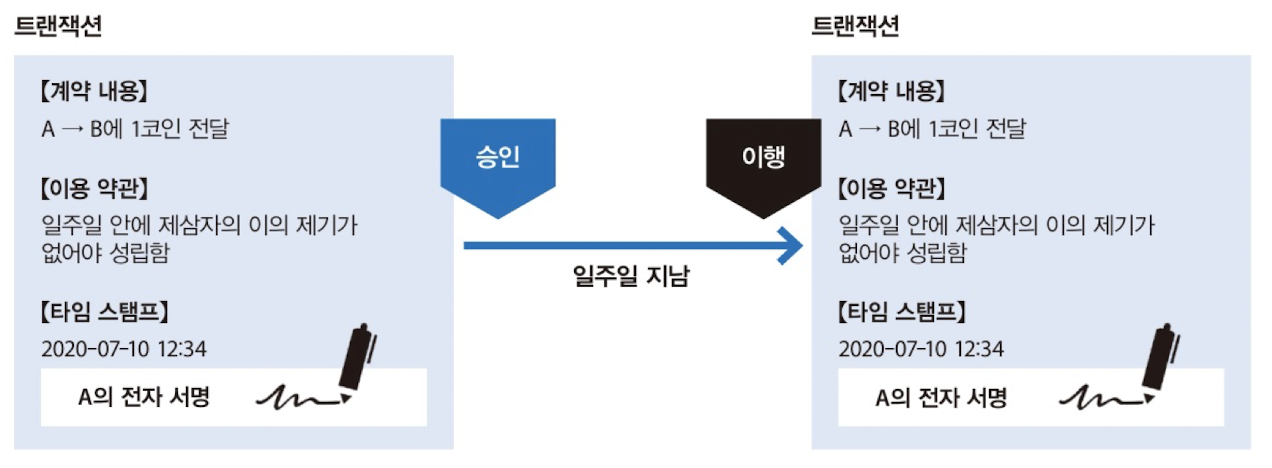 트랜잭션
【계약 내용】
A → B에 1코인 전달
【이용 약관】
일주일 안에 제삼자의 이의 제기가
없어야 성립함
【타임 스탬프】
2020-07-10 12:34
A의 전자 서명
승인
이행
일주일 지남
트랜잭션
【계약 내용】
A → B에 1코인 전달
【이용 약관】
일주일 안에 제삼자의 이의 제기가
없어야 성립함
【타임 스탬프】
2020-07-10 12:34
A의 전자 서명